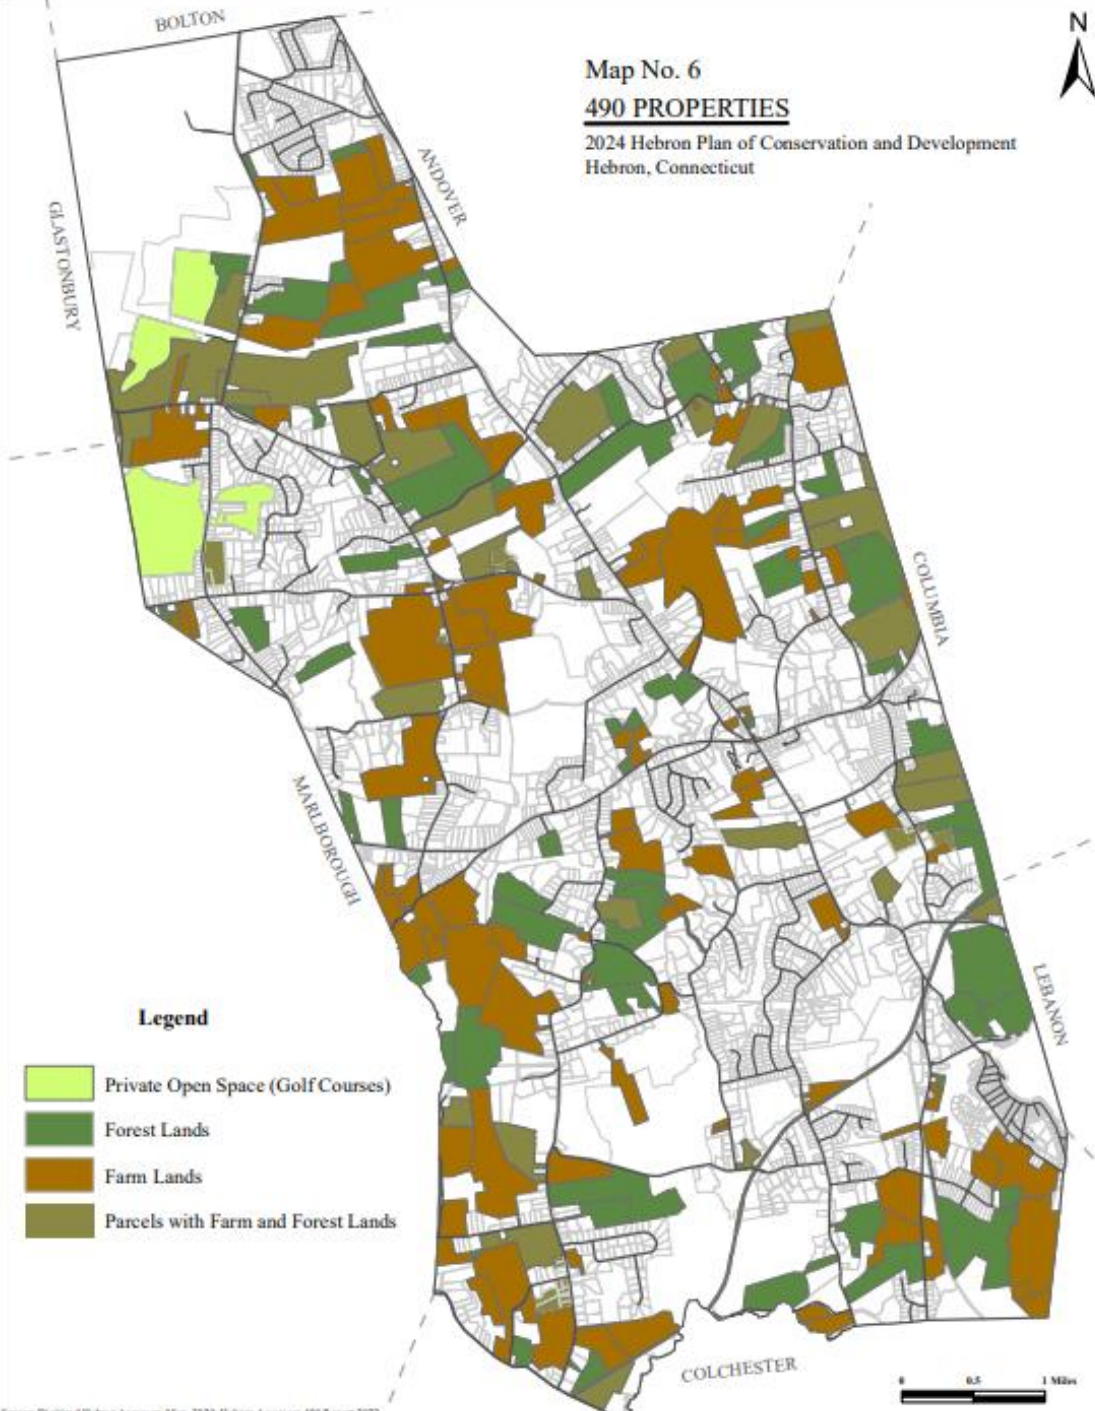 BOLTON
N
Map No. 6
490 PROPERTIES
2024 Hebron Plan of Conservation and Development
Hebron, Connecticut
ANDOVER
GLASTONBURY
COLUMBIA
MARLBOROUGH
LEBANON
Legend
Private Open Space (Golf Courses)
Forest Lands
Farm Lands
Parcels with Farm and Forest Lands
COLCHESTER
0 0.5 1 Miles